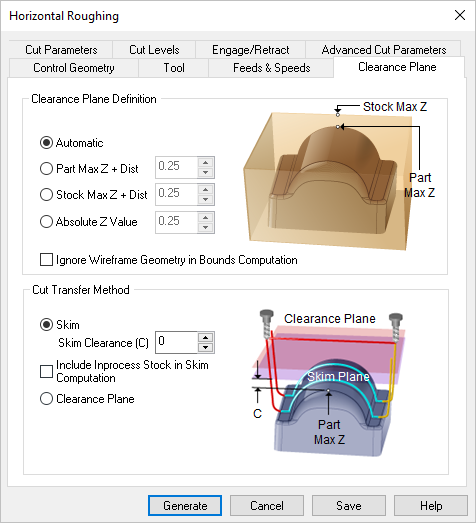 Horizontal Roughing
Cut Parameters
Cut Levels
Engage/Retract
Advanced Cut Parameters
Control Geometry
Tool
Feeds & Speeds
Clearance Plane
Clearance Plane Definition
Automatic
Part Max Z + Dist
0.25
Stock Max Z + Dist
0.25
Absolute Z Value
0.25
Stock Max Z
Part
Max Z
Ignore Wireframe Geometry in Bounds Computation
Cut Transfer Method
Skim
Skim Clearance (C)
0
Include Inprocess Stock in Skim
Computation
Clearance Plane
Clearance Plane
Skim Plane
C
Part
Max Z
Generate
Cancel
Save
Help